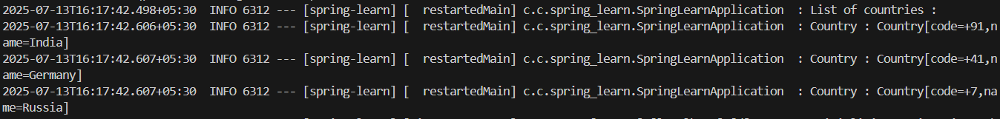 2025-07-13T16:17:42.498+05:30  INFO 6312 --- [spring-learn] [  restartedMain] c.c.spring_learn.SpringLearnApplication  : List of countries :
2025-07-13T16:17:42.606+05:30  INFO 6312 --- [spring-learn] [  restartedMain] c.c.spring_learn.SpringLearnApplication  : Country : Country[code=+91,n
ame=India]
2025-07-13T16:17:42.607+05:30  INFO 6312 --- [spring-learn] [  restartedMain] c.c.spring_learn.SpringLearnApplication  : Country : Country[code=+41,n
ame=Germany]
2025-07-13T16:17:42.607+05:30  INFO 6312 --- [spring-learn] [  restartedMain] c.c.spring_learn.SpringLearnApplication  : Country : Country[code=+7,na
me=Russia]